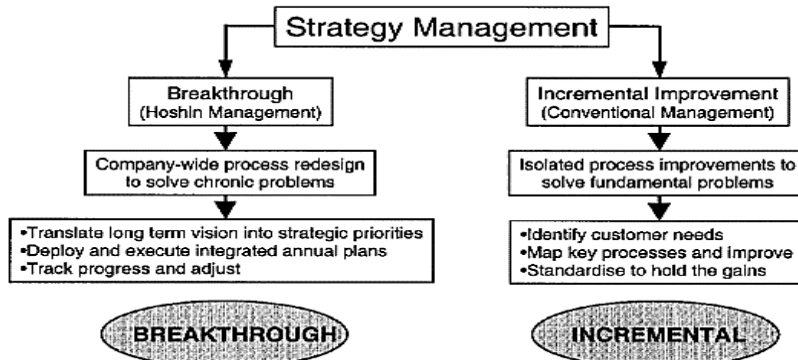 Strategy Management
Breakthrough
(Hoshin Management)
Company-wide process redesign
to solve chronic problems
•Translate long term vision into strategic priorities
•Deploy and execute integrated annual plans
•Track progress and adjust
BREAKTHROUGH
Incremental Improvement
(Conventional Management)
Isolated process improvements to
solve fundamental problems
•Identify customer needs
•Map key processes and improve
•Standardise to hold the gains
INCREMENTAL